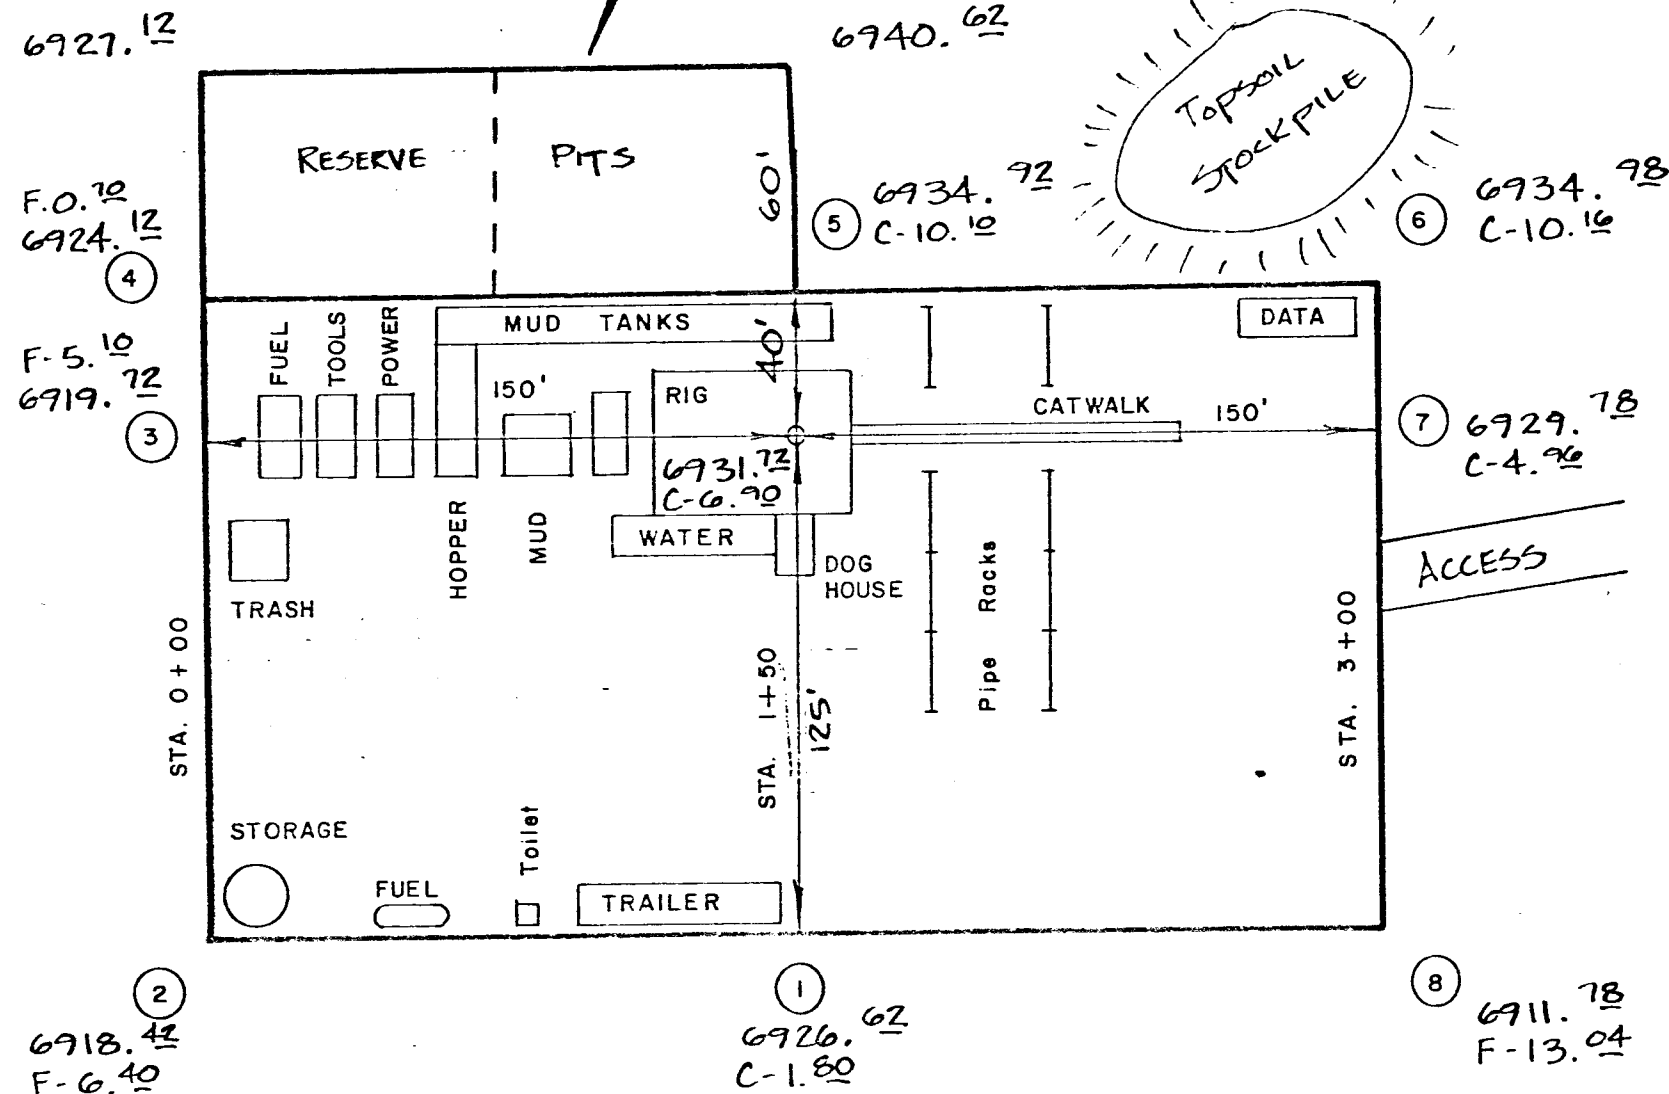 6927.12
6940.62
TOPSOIL
STOCKPILE
RESERVE PITS
60'
F.0.70
6924.12
4
5
6934.92
C-10.10
6
6934.98
C-10.16
FUEL
TOOLS
POWER
MUD TANKS
40'
DATA
F-5.10
6919.72
3
150'
RIG
CATWALK
150'
7
6929.78
C-4.96
6931.72
C-6.90
HOPPER
MUD
WATER
DOG
HOUSE
Pipe Racks
ACCESS
TRASH
STA. 0+00
STA. 1+50
125'
STA. 3+00
STORAGE
FUEL
Toilet
TRAILER
2
6918.42
F-6.40
1
6926.62
C-1.80
8
6911.78
F-13.04